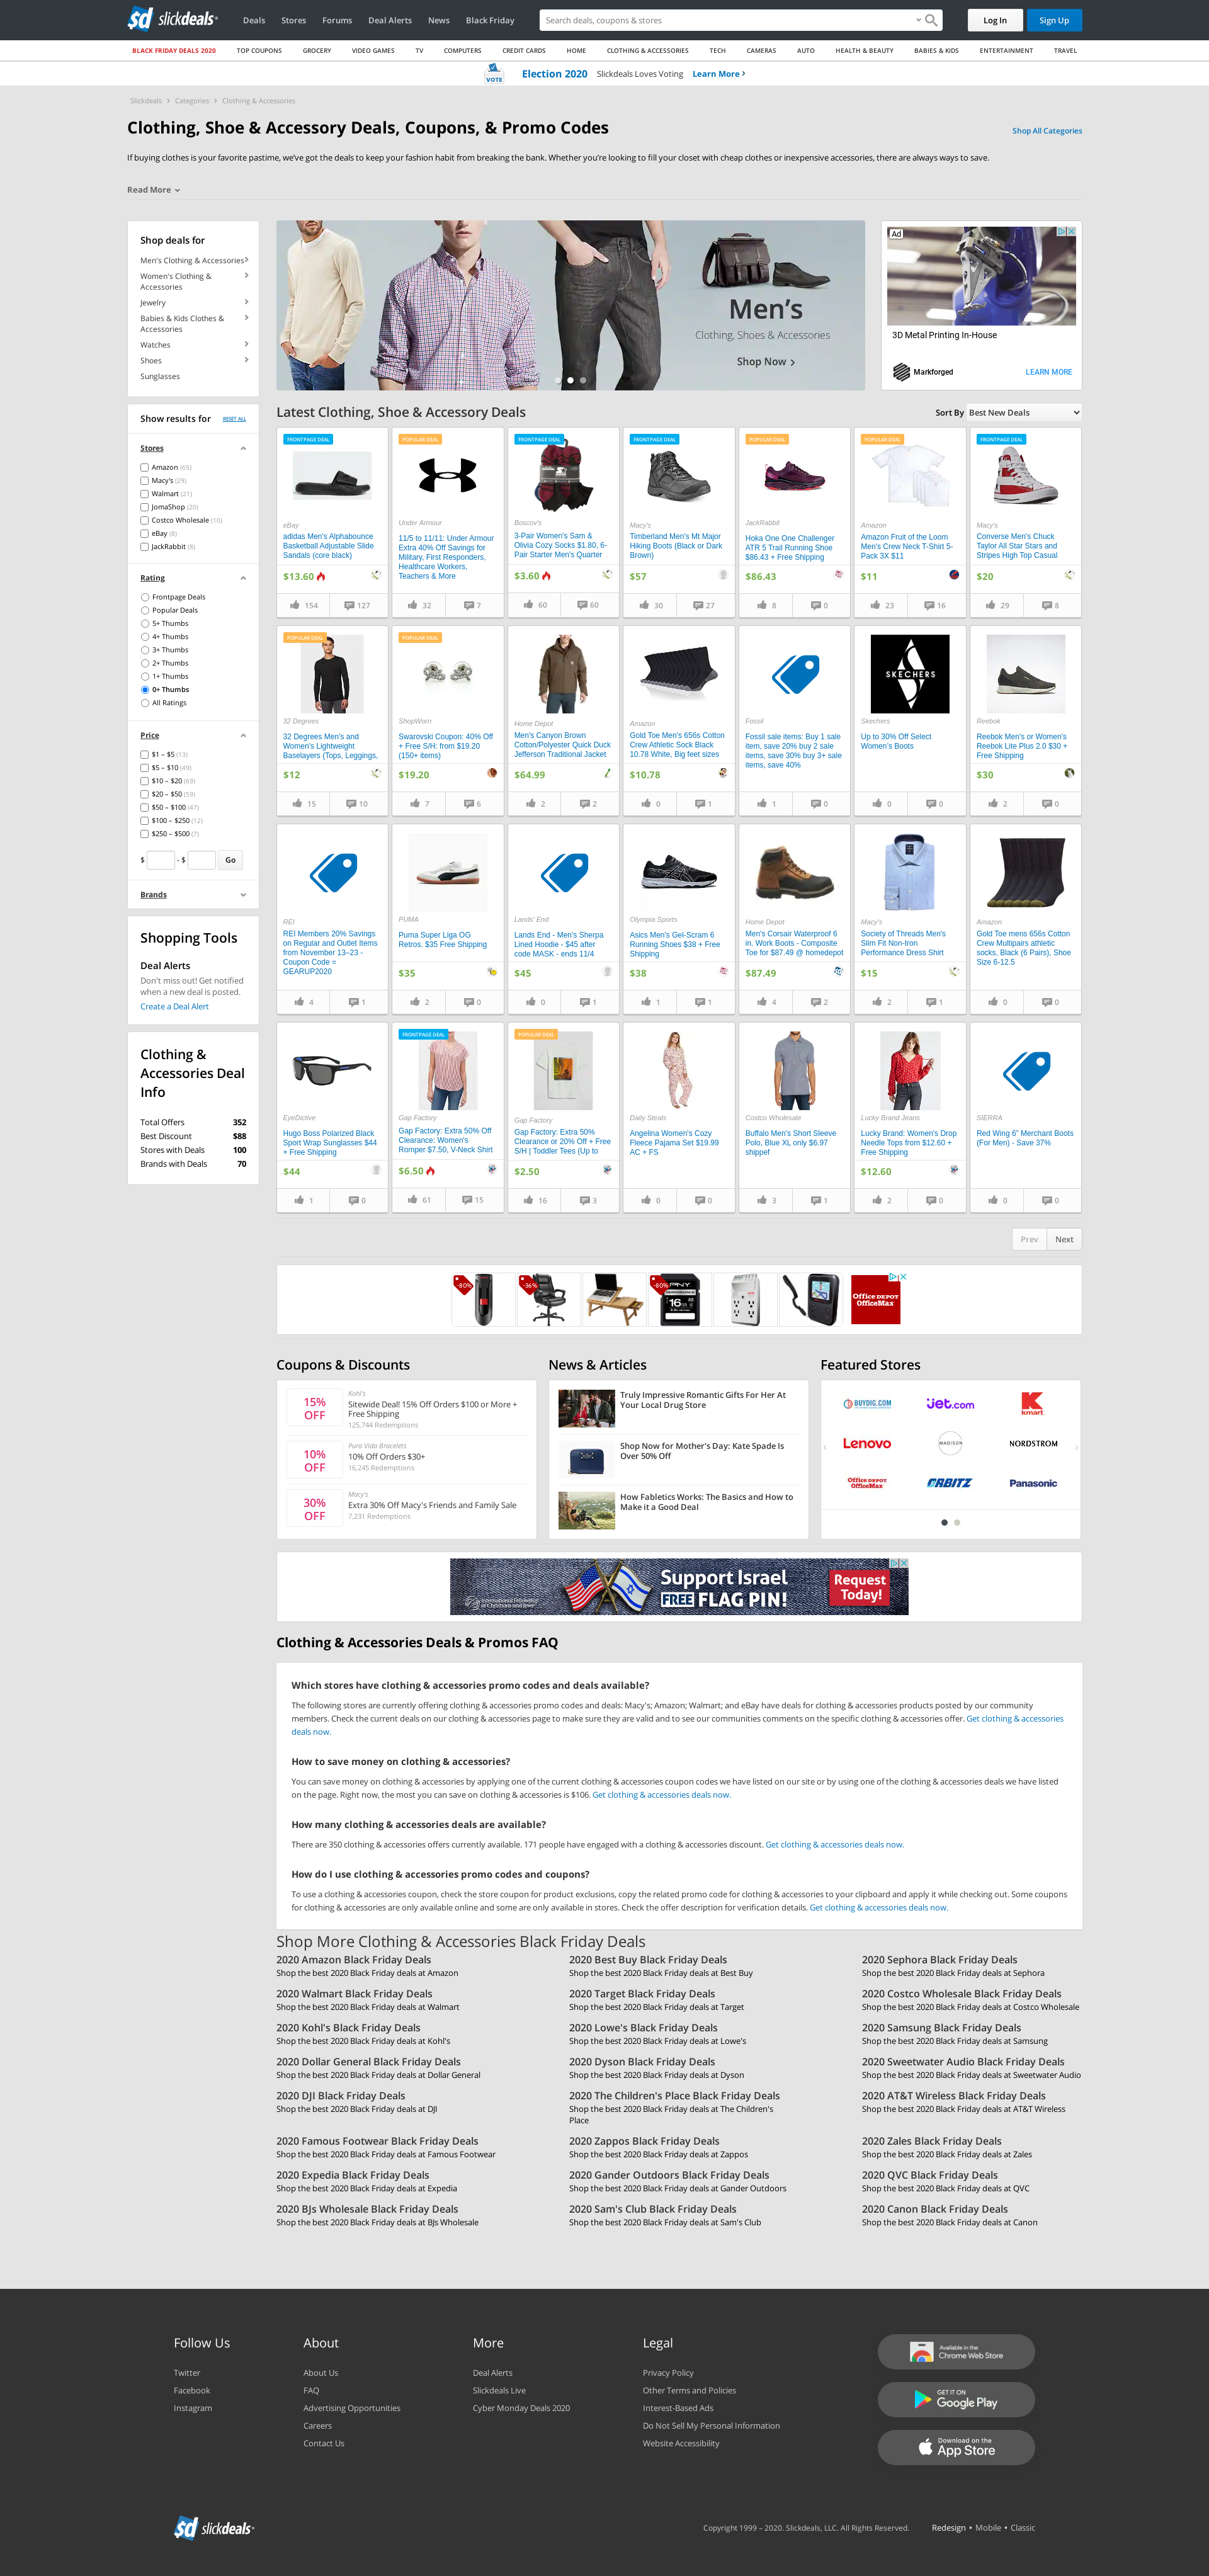 sd slickdeals
Deals Stores Forums Deal Alerts News Black Friday
Search deals, coupons & stores
Log In Sign Up
BLACK FRIDAY DEALS 2020 TOP COUPONS GROCERY VIDEO GAMES TV COMPUTERS CREDIT CARDS HOME CLOTHING & ACCESSORIES TECH CAMERAS AUTO HEALTH & BEAUTY BABIES & KIDS ENTERTAINMENT TRAVEL
VOTE Election 2020 Slickdeals Loves Voting Learn More
Slickdeals Categories Clothing & Accessories
Clothing, Shoe & Accessory Deals, Coupons, & Promo Codes
Shop All Categories
If buying clothes is your favorite pastime, we've got the deals to keep your fashion habit from breaking the bank. Whether you're looking to fill your closet with cheap clothes or inexpensive accessories, there are always ways to save.
Read More
Shop deals for
Men's Clothing & Accessories
Women's Clothing &
Accessories
Jewelry
Babies & Kids Clothes &
Accessories
Watches
Shoes
Sunglasses
Men's
Clothing, Shoes & Accessories
Shop Now
Ad
3D Metal Printing In-House
Markforged
LEARN MORE
Show results for RESET ALL
Stores
Amazon (65)
Macy's (29)
Walmart (21)
JomaShop (20)
Costco Wholesale (10)
eBay (8)
JackRabbit (8)
Rating
Frontpage Deals
Popular Deals
5+ Thumbs
4+ Thumbs
3+ Thumbs
2+ Thumbs
1+ Thumbs
0+ Thumbs
All Ratings
Price
$1 – $5 (13)
$5 – $10 (49)
$10 – $20 (69)
$20 – $50 (59)
$50 – $100 (47)
$100 – $250 (12)
$250 – $500 (7)
$ - $ Go
Brands
Shopping Tools
Deal Alerts
Don't miss out! Get notified
when a new deal is posted.
Create a Deal Alert
Clothing &
Accessories Deal
Info
Total Offers 352
Best Discount $88
Stores with Deals 100
Brands with Deals 70
Latest Clothing, Shoe & Accessory Deals
Sort By Best New Deals
FRONTPAGE DEAL
eBay
adidas Men's Alphabounce
Basketball Adjustable Slide
Sandals (core black)
$13.60
154 127
POPULAR DEAL
Under Armour
11/5 to 11/11: Under Armour
Extra 40% Off Savings for
Military, First Responders,
Healthcare Workers,
Teachers & More
32 7
FRONTPAGE DEAL
Boscov's
3-Pair Women's Sam &
Olivia Cozy Socks $1.80, 6-
Pair Starter Men's Quarter
$3.60
60 60
FRONTPAGE DEAL
Macy's
Timberland Men's Mt Major
Hiking Boots (Black or Dark
Brown)
$57
30 27
POPULAR DEAL
JackRabbit
Hoka One One Challenger
ATR 5 Trail Running Shoe
$86.43 + Free Shipping
$86.43
8 0
POPULAR DEAL
Amazon
Amazon Fruit of the Loom
Men's Crew Neck T-Shirt 5-
Pack 3X $11
$11
23 16
FRONTPAGE DEAL
Macy's
Converse Men's Chuck
Taylor All Star Stars and
Stripes High Top Casual
$20
29 8
POPULAR DEAL
32 Degrees
32 Degrees Men's and
Women's Lightweight
Baselayers (Tops, Leggings,
$12
15 10
POPULAR DEAL
ShopWorn
Swarovski Coupon: 40% Off
+ Free S/H: from $19.20
(150+ items)
$19.20
7 6
Home Depot
Men's Canyon Brown
Cotton/Polyester Quick Duck
Jefferson Traditional Jacket
$64.99
2 2
Amazon
Gold Toe Men's 656s Cotton
Crew Athletic Sock Black
10.78 White, Big feet sizes
$10.78
0 1
Fossil
Fossil sale items: Buy 1 sale
item, save 20% buy 2 sale
items, save 30% buy 3+ sale
items, save 40%
1 0
SKECHERS
Skechers
Up to 30% Off Select
Women's Boots
0 0
Reebok
Reebok Men's or Women's
Reebok Lite Plus 2.0 $30 +
Free Shipping
$30
2 0
REI
REI Members 20% Savings
on Regular and Outlet Items
from November 13–23 -
Coupon Code =
GEARUP2020
4 1
PUMA
Puma Super Liga OG
Retros. $35 Free Shipping
$35
2 0
Lands' End
Lands End - Men's Sherpa
Lined Hoodie - $45 after
code MASK - ends 11/4
$45
0 1
Olympia Sports
Asics Men's Gel-Scram 6
Running Shoes $38 + Free
Shipping
$38
1 1
Home Depot
Men's Corsair Waterproof 6
in. Work Boots - Composite
Toe for $87.49 @ homedepot
$87.49
4 2
Macy's
Society of Threads Men's
Slim Fit Non-Iron
Performance Dress Shirt
$15
2 1
Amazon
Gold Toe mens 656s Cotton
Crew Multipairs athletic
socks, Black (6 Pairs), Shoe
Size 6-12.5
0 0
EyeDictive
Hugo Boss Polarized Black
Sport Wrap Sunglasses $44
+ Free Shipping
$44
1 0
FRONTPAGE DEAL
Gap Factory
Gap Factory: Extra 50% Off
Clearance: Women's
Romper $7.50, V-Neck Shirt
$6.50
61 15
POPULAR DEAL
Gap Factory
Gap Factory: Extra 50%
Clearance or 20% Off + Free
S/H | Toddler Tees (Up to
$2.50
16 3
Daily Steals
Angelina Women's Cozy
Fleece Pajama Set $19.99
AC + FS
0 0
Costco Wholesale
Buffalo Men's Short Sleeve
Polo, Blue XL only $6.97
shippef
3 1
Lucky Brand Jeans
Lucky Brand: Women's Drop
Needle Tops from $12.60 +
Free Shipping
$12.60
2 0
SIERRA
Red Wing 6" Merchant Boots
(For Men) - Save 37%
0 0
Prev Next
-80% -36% -80% PNY 16 Office DEPOT OfficeMax
Coupons & Discounts
15% OFF
Kohl's
Sitewide Deal! 15% Off Orders $100 or More +
Free Shipping
125,744 Redemptions
10% OFF
Pura Vida Bracelets
10% Off Orders $30+
16,245 Redemptions
30% OFF
Macy's
Extra 30% Off Macy's Friends and Family Sale
7,231 Redemptions
News & Articles
Truly Impressive Romantic Gifts For Her At
Your Local Drug Store
Shop Now for Mother's Day: Kate Spade Is
Over 50% Off
How Fabletics Works: The Basics and How to
Make it a Good Deal
Featured Stores
BUYDIG.COM jet.com kmart
Lenovo MADISON NORDSTROM
Office DEPOT OfficeMax ORBITZ Panasonic
International Fellowship of Christians and Jews
Support Israel
FREE FLAG PIN!
Request
Today!
Clothing & Accessories Deals & Promos FAQ
Which stores have clothing & accessories promo codes and deals available?
The following stores are currently offering clothing & accessories promo codes and deals: Macy's; Amazon; Walmart; and eBay have deals for clothing & accessories products posted by our community
members. Check the current deals on our clothing & accessories page to make sure they are valid and to see our communities comments on the specific clothing & accessories offer. Get clothing & accessories
deals now.
How to save money on clothing & accessories?
You can save money on clothing & accessories by applying one of the current clothing & accessories coupon codes we have listed on our site or by using one of the clothing & accessories deals we have listed
on the page. Right now, the most you can save on clothing & accessories is $106. Get clothing & accessories deals now.
How many clothing & accessories deals are available?
There are 350 clothing & accessories offers currently available. 171 people have engaged with a clothing & accessories discount. Get clothing & accessories deals now.
How do I use clothing & accessories promo codes and coupons?
To use a clothing & accessories coupon, check the store coupon for product exclusions, copy the related promo code for clothing & accessories to your clipboard and apply it while checking out. Some coupons
for clothing & accessories are only available online and some are only available in stores. Check the offer description for verification details. Get clothing & accessories deals now.
Shop More Clothing & Accessories Black Friday Deals
2020 Amazon Black Friday Deals 2020 Best Buy Black Friday Deals 2020 Sephora Black Friday Deals
Shop the best 2020 Black Friday deals at Amazon Shop the best 2020 Black Friday deals at Best Buy Shop the best 2020 Black Friday deals at Sephora
2020 Walmart Black Friday Deals 2020 Target Black Friday Deals 2020 Costco Wholesale Black Friday Deals
Shop the best 2020 Black Friday deals at Walmart Shop the best 2020 Black Friday deals at Target Shop the best 2020 Black Friday deals at Costco Wholesale
2020 Kohl's Black Friday Deals 2020 Lowe's Black Friday Deals 2020 Samsung Black Friday Deals
Shop the best 2020 Black Friday deals at Kohl's Shop the best 2020 Black Friday deals at Lowe's Shop the best 2020 Black Friday deals at Samsung
2020 Dollar General Black Friday Deals 2020 Dyson Black Friday Deals 2020 Sweetwater Audio Black Friday Deals
Shop the best 2020 Black Friday deals at Dollar General Shop the best 2020 Black Friday deals at Dyson Shop the best 2020 Black Friday deals at Sweetwater Audio
2020 DJI Black Friday Deals 2020 The Children's Place Black Friday Deals 2020 AT&T Wireless Black Friday Deals
Shop the best 2020 Black Friday deals at DJI Shop the best 2020 Black Friday deals at The Children's Shop the best 2020 Black Friday deals at AT&T Wireless
Place
2020 Famous Footwear Black Friday Deals 2020 Zappos Black Friday Deals 2020 Zales Black Friday Deals
Shop the best 2020 Black Friday deals at Famous Footwear Shop the best 2020 Black Friday deals at Zappos Shop the best 2020 Black Friday deals at Zales
2020 Expedia Black Friday Deals 2020 Gander Outdoors Black Friday Deals 2020 QVC Black Friday Deals
Shop the best 2020 Black Friday deals at Expedia Shop the best 2020 Black Friday deals at Gander Outdoors Shop the best 2020 Black Friday deals at QVC
2020 BJs Wholesale Black Friday Deals 2020 Sam's Club Black Friday Deals 2020 Canon Black Friday Deals
Shop the best 2020 Black Friday deals at BJs Wholesale Shop the best 2020 Black Friday deals at Sam's Club Shop the best 2020 Black Friday deals at Canon
Follow Us
Twitter
Facebook
Instagram
About
About Us
FAQ
Advertising Opportunities
Careers
Contact Us
More
Deal Alerts
Slickdeals Live
Cyber Monday Deals 2020
Legal
Privacy Policy
Other Terms and Policies
Interest-Based Ads
Do Not Sell My Personal Information
Website Accessibility
Available in the
Chrome Web Store
GET IT ON
Google Play
Download on the
App Store
sd slickdeals
Copyright 1999 – 2020. Slickdeals, LLC. All Rights Reserved. Redesign • Mobile • Classic